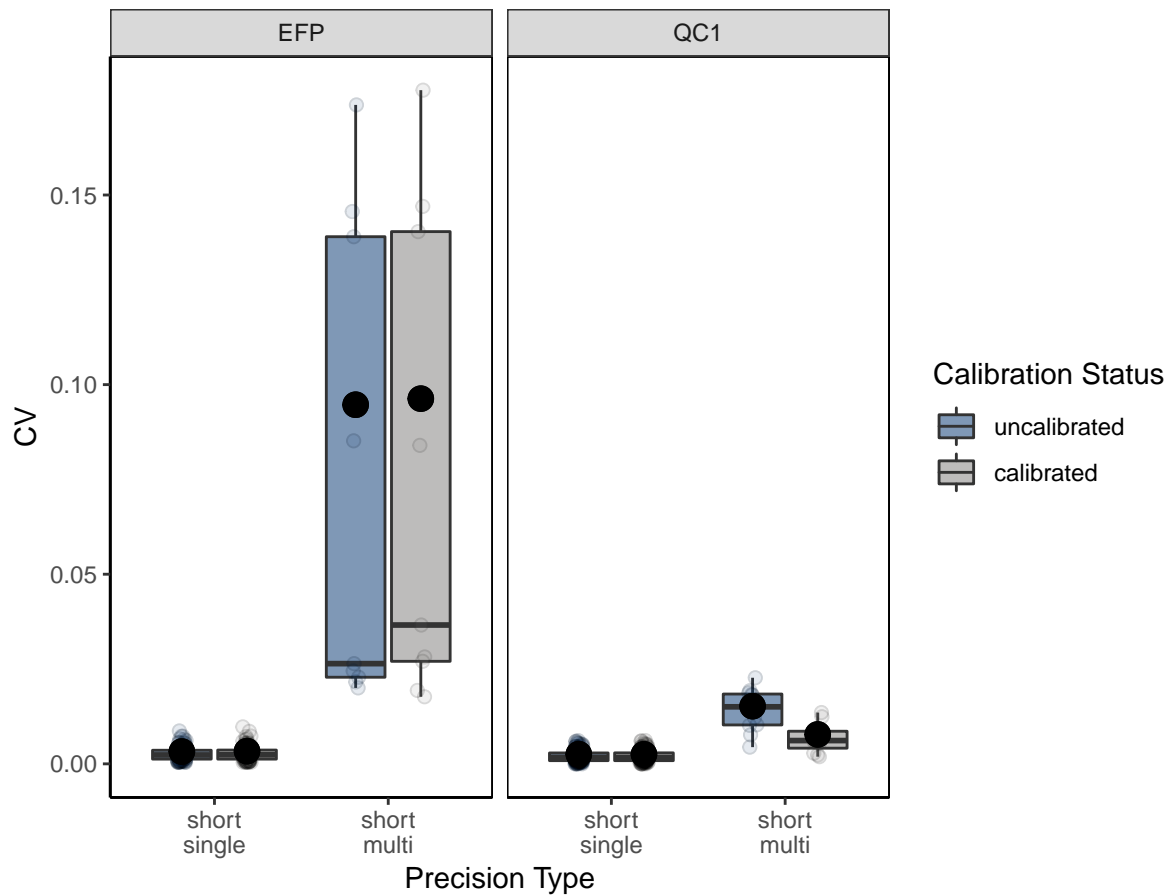 EFP
QC1
0.15
0.10
0.05
0.00
CV
short
single
short
multi
short
single
short
multi
Precision Type
Calibration Status
uncalibrated
calibrated